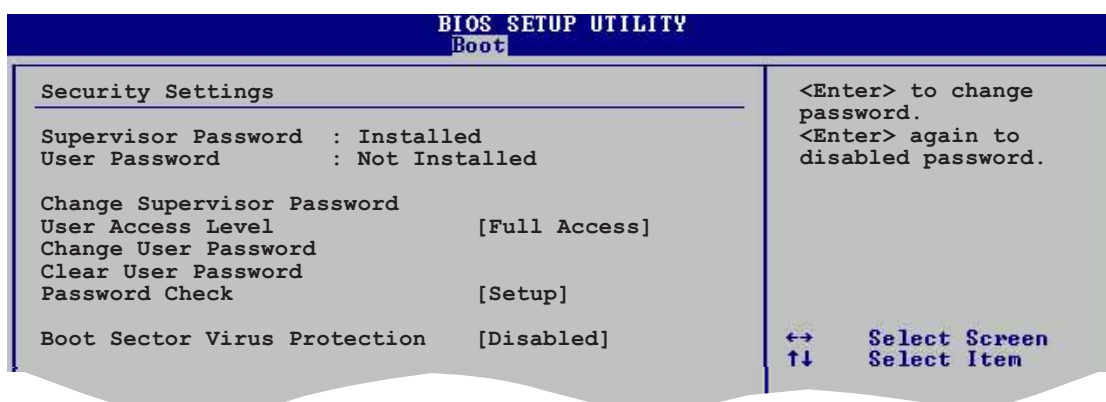 BIOS SETUP UTILITY
Boot
Security Settings
Supervisor Password : Installed
User Password : Not Installed
Change Supervisor Password
User Access Level [Full Access]
Change User Password
Clear User Password
Password Check [Setup]
Boot Sector Virus Protection [Disabled]
<Enter> to change
password.
<Enter> again to
disabled password.
↔ Select Screen
↑↓ Select Item